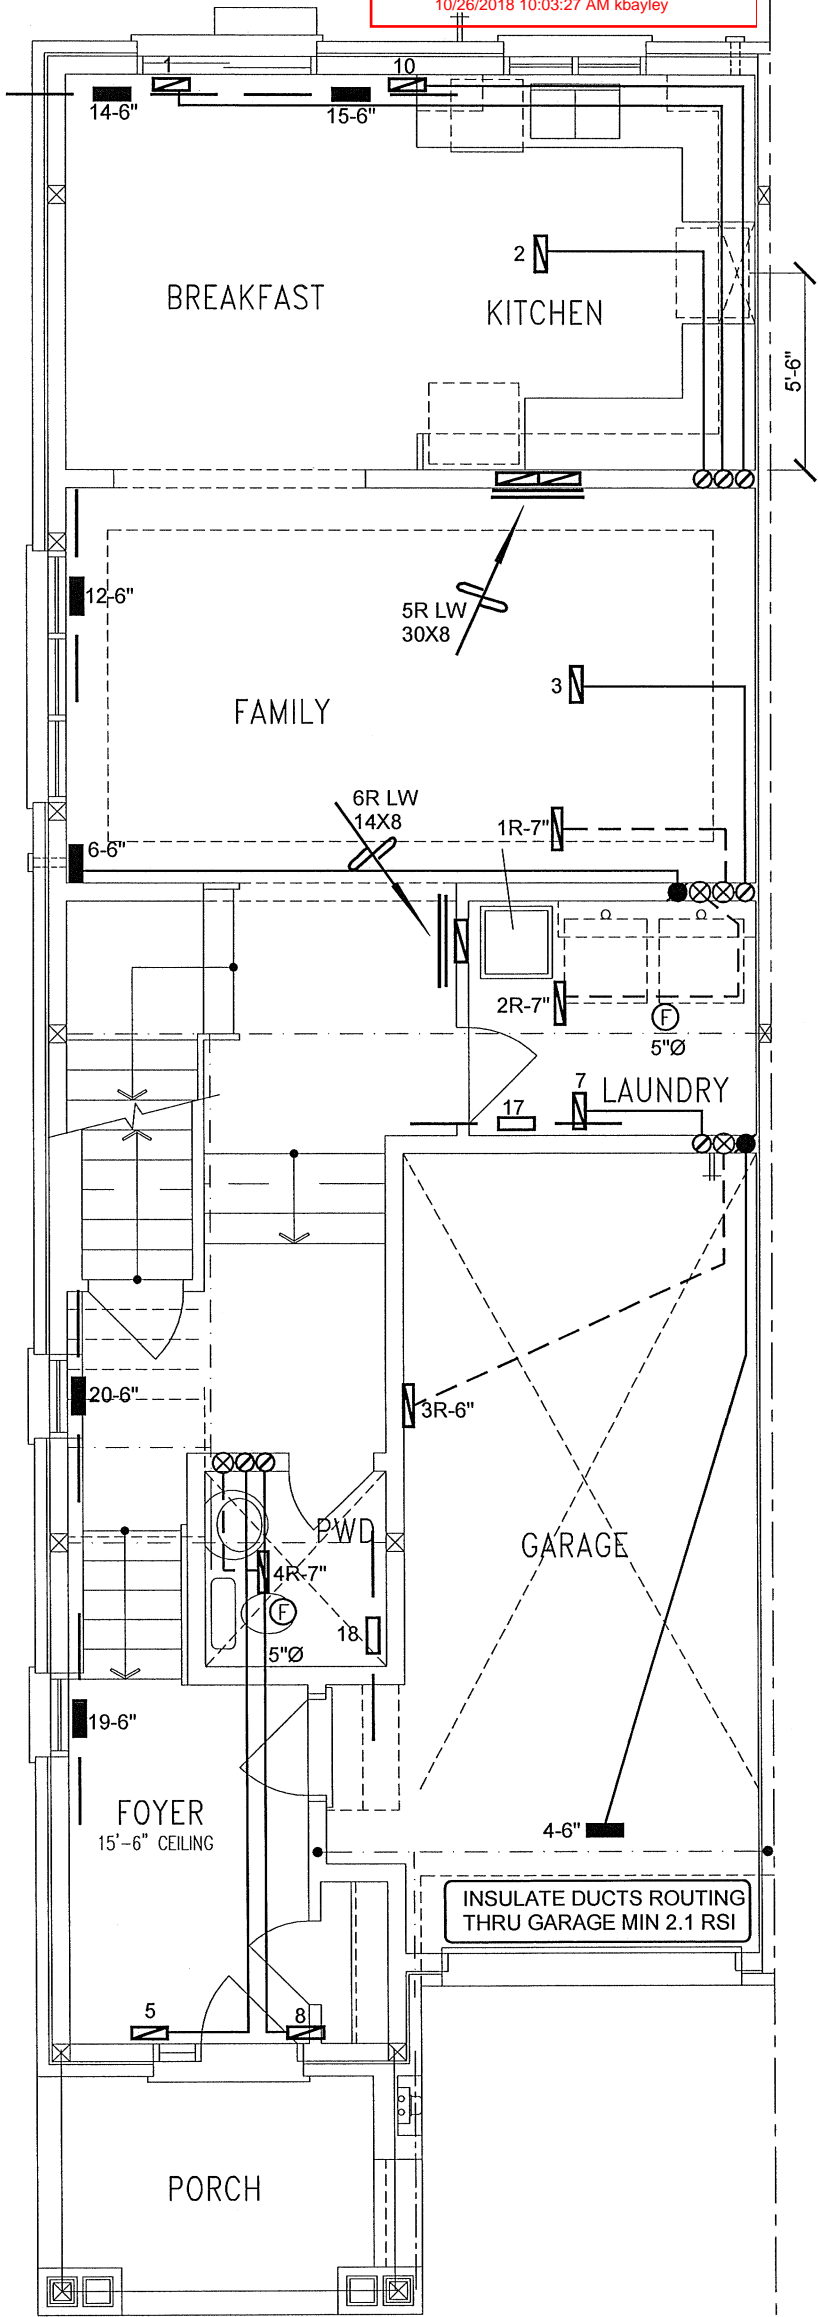 10/26/2018 10:03:27 AM kbayley
1
10
14-6"
15-6"
2
BREAKFAST
KITCHEN
5'-6"
12-6"
5R LW
30X8
3
FAMILY
6R LW
14X8
1R-7"
6-6"
2R-7"
F
5"Ø
7
LAUNDRY
17
20-6"
3R-6"
PWD
GARAGE
4R-7"
F
18
5"Ø
19-6"
FOYER
15'-6" CEILING
4-6"
INSULATE DUCTS ROUTING
THRU GARAGE MIN 2.1 RSI
5
8
PORCH